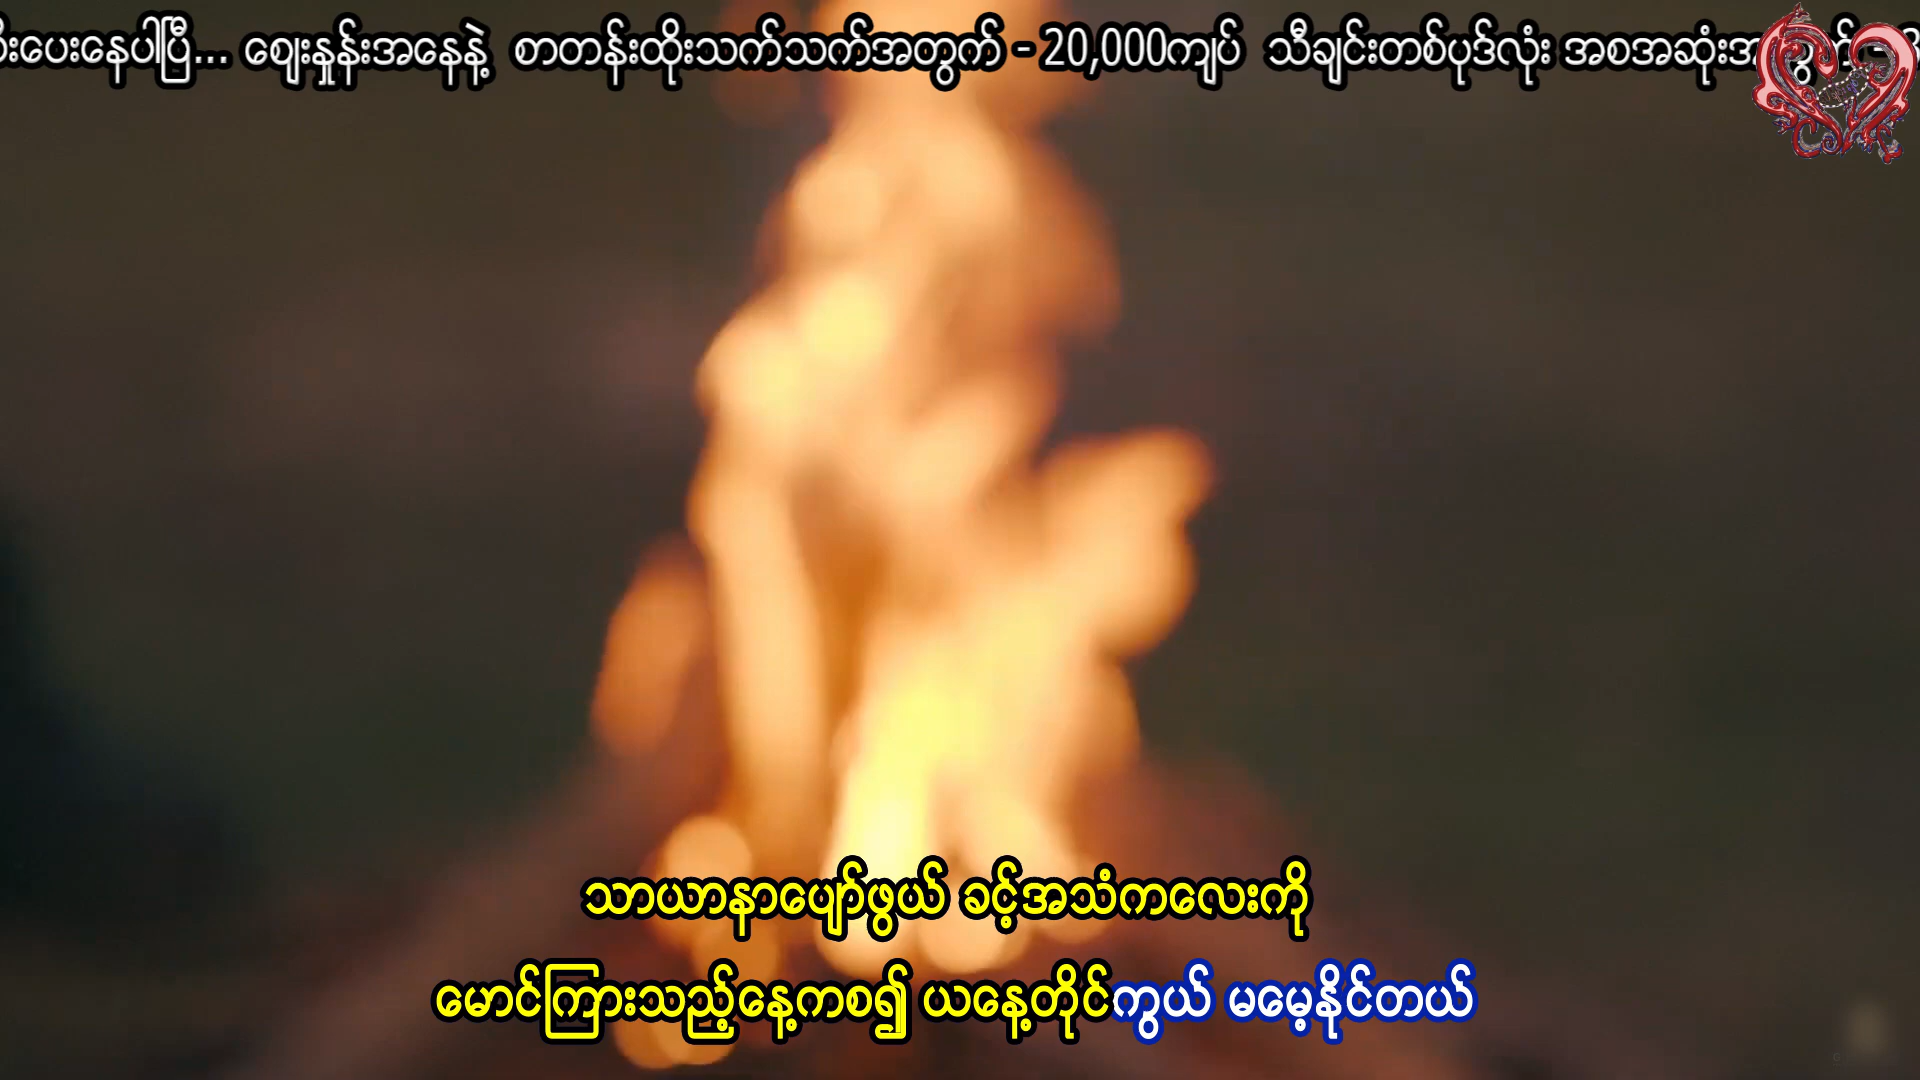 ပေးနေပါပြီ... ဈေးနှုန်းအနေနဲ့ စာတန်းထိုးသက်သက်အတွက် - 20,000ကျပ် သီချင်းတစ်ပုဒ်လုံး အစအဆုံး
သာယာနာပျော်ဖွယ် ခင့်အသံကလေးကို
မောင်ကြားသည့်နေ့ကစ၍ ယနေ့တိုင်ကွယ် မမေ့နိုင်တယ်